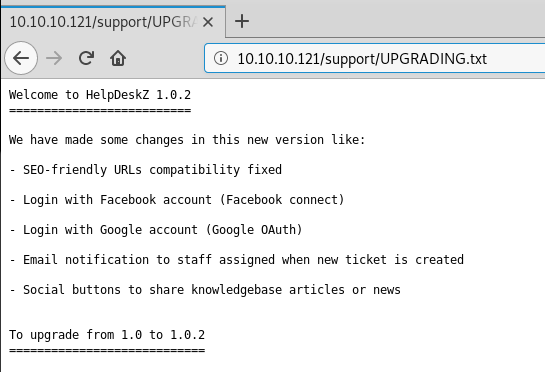 10.10.10.121/support/UPGRA
10.10.10.121/support/UPGRADING.txt
Welcome to HelpDeskZ 1.0.2
==========================
We have made some changes in this new version like:
- SEO-friendly URLs compatibility fixed
- Login with Facebook account (Facebook connect)
- Login with Google account (Google OAuth)
- Email notification to staff assigned when new ticket is created
- Social buttons to share knowledgebase articles or news
To upgrade from 1.0 to 1.0.2
============================